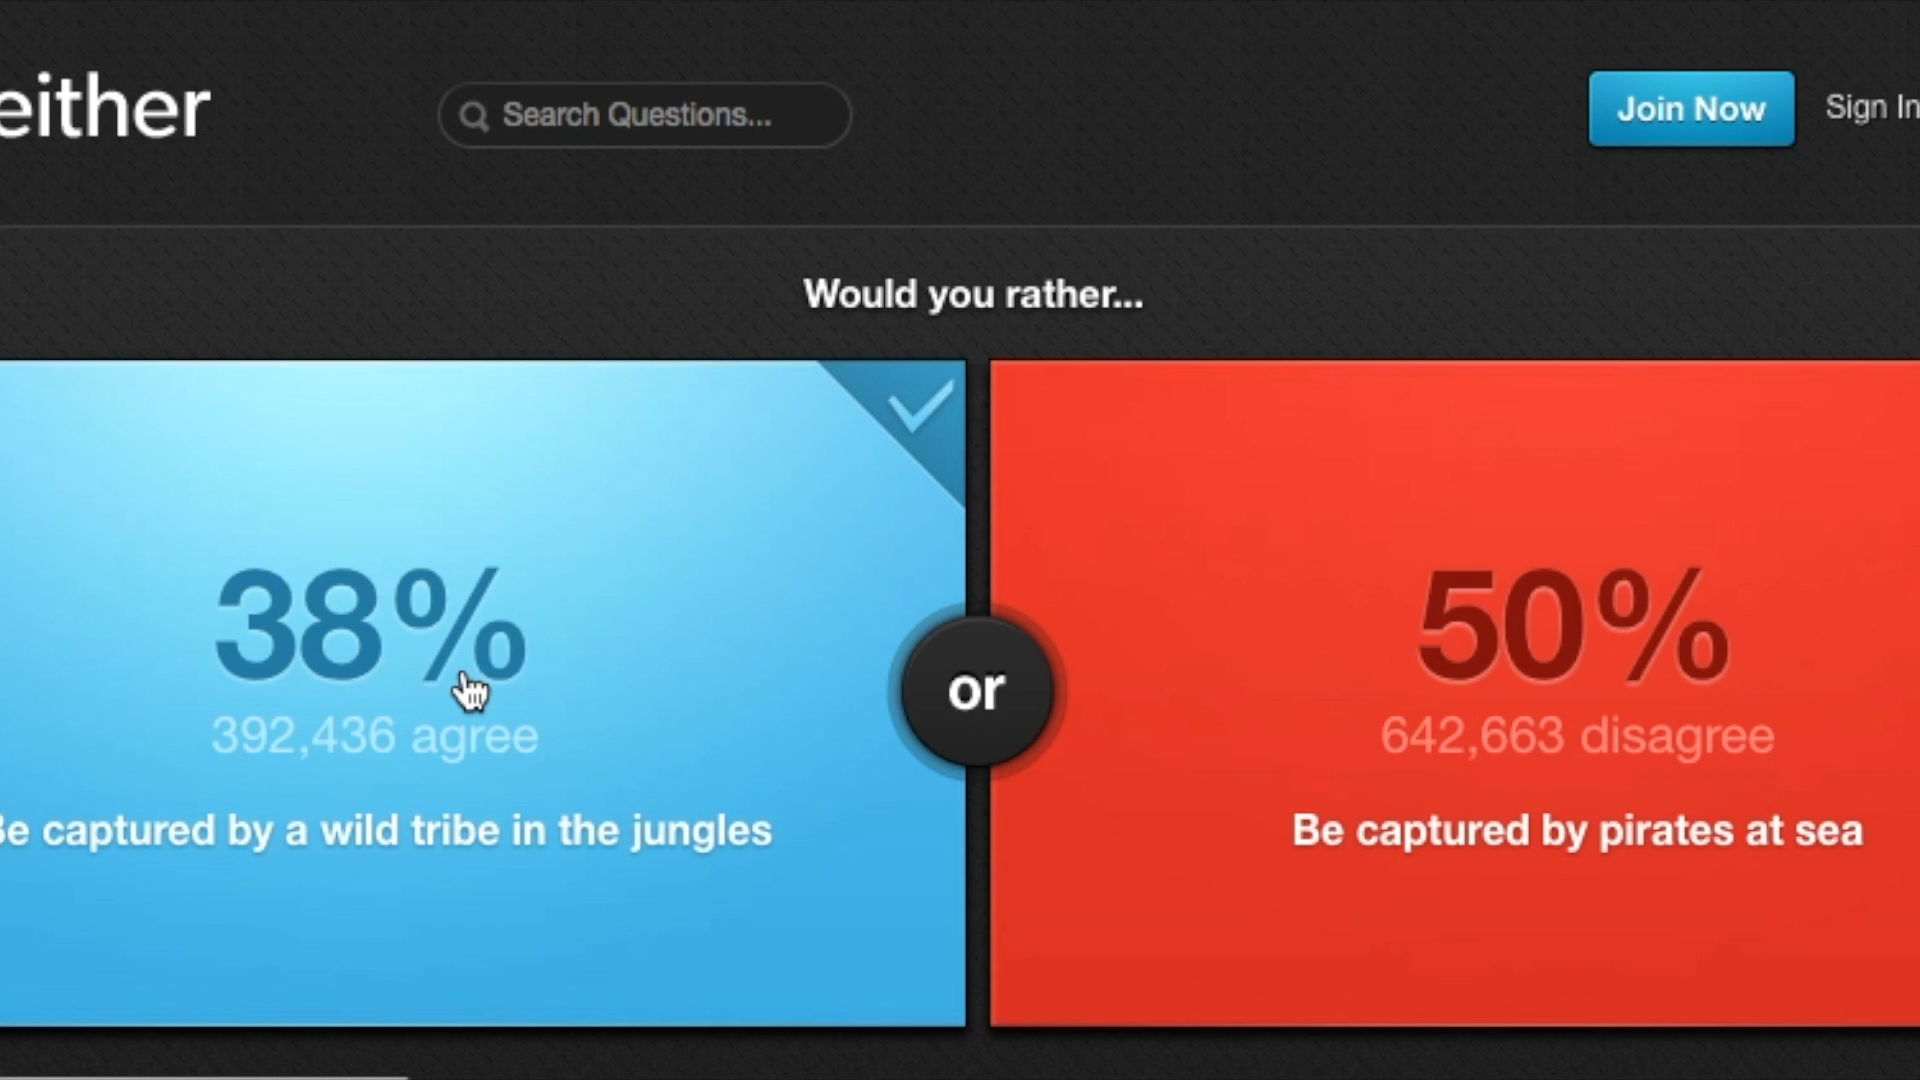 either
Search Questions...
Join Now
Sign In
Would you rather...
38%
392,436 agree
Be captured by a wild tribe in the jungles
or
50%
642,663 disagree
Be captured by pirates at sea